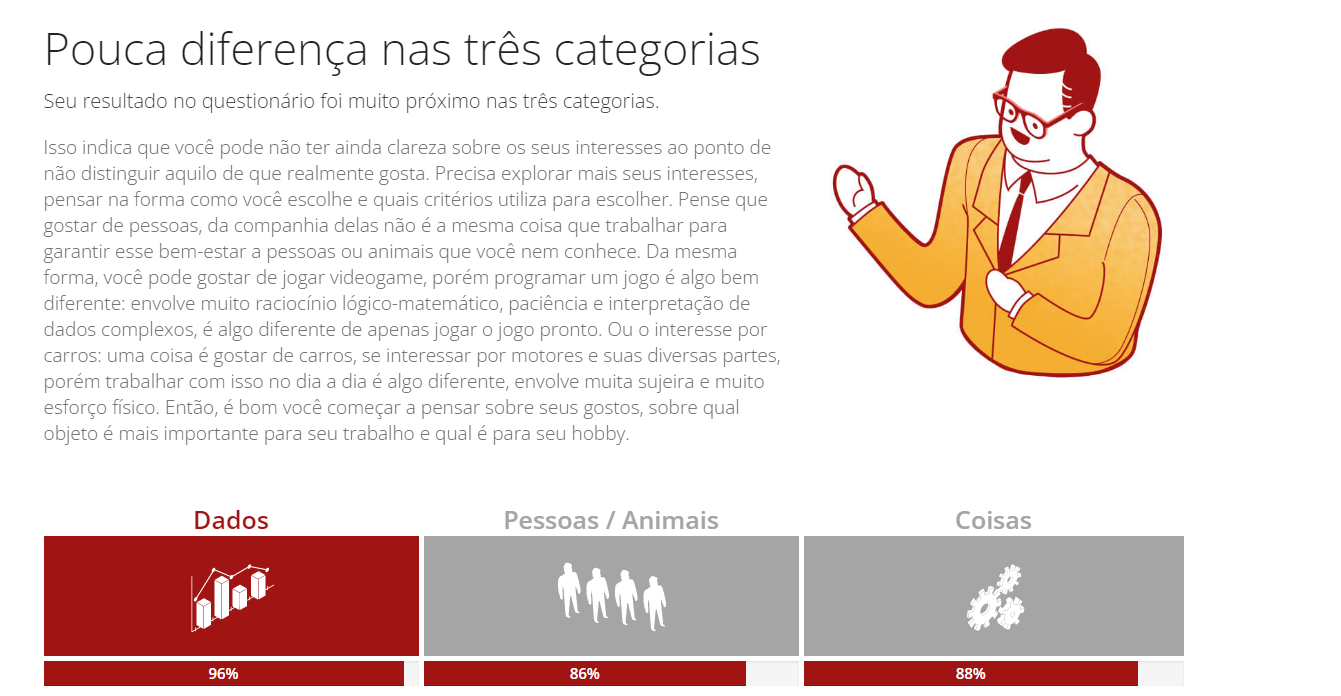 Pouca diferença nas três categorias
Seu resultado no questionário foi muito próximo nas três categorias.
Isso indica que você pode não ter ainda clareza sobre os seus interesses ao ponto de
não distinguir aquilo de que realmente gosta. Precisa explorar mais seus interesses,
pensar na forma como você escolhe e quais critérios utiliza para escolher. Pense que
gostar de pessoas, da companhia delas não é a mesma coisa que trabalhar para
garantir esse bem-estar a pessoas ou animais que você nem conhece. Da mesma
forma, você pode gostar de jogar videogame, porém programar um jogo é algo bem
diferente: envolve muito raciocínio lógico-matemático, paciência e interpretação de
dados complexos, é algo diferente de apenas jogar o jogo pronto. Ou o interesse por
carros: uma coisa é gostar de carros, se interessar por motores e suas diversas partes,
porém trabalhar com isso no dia a dia é algo diferente, envolve muita sujeira e muito
esforço físico. Então, é bom você começar a pensar sobre seus gostos, sobre qual
objeto é mais importante para seu trabalho e qual é para seu hobby.
Dados
Pessoas / Animais
Coisas
96%
86%
88%